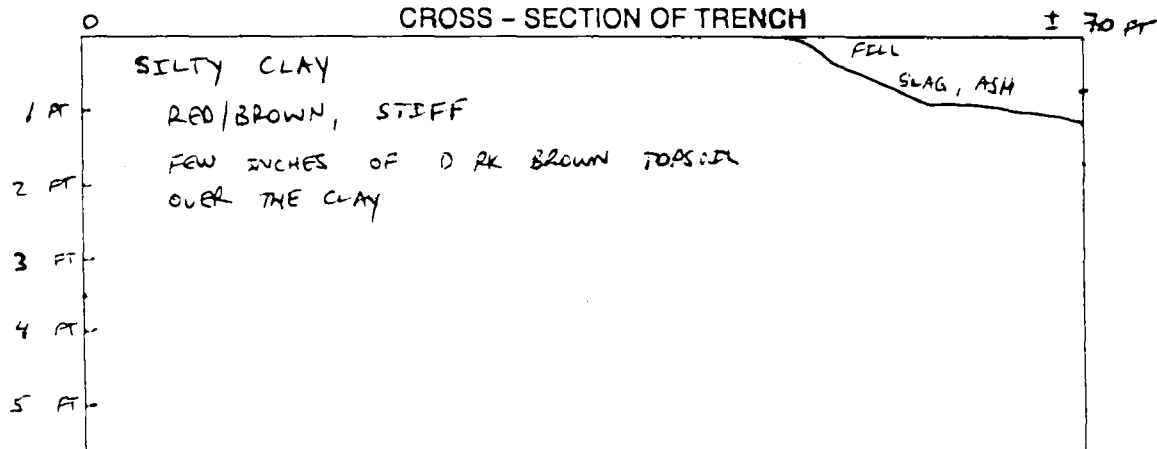 0 CROSS - SECTION OF TRENCH ± 70 FT
FILL
SILTY CLAY
SLAG, ASH
1 FT
RED/BROWN, STIFF
FEW INCHES OF DRK BROWN TOPSOIL
2 FT
OVER THE CLAY
3 FT
4 FT
5 FT